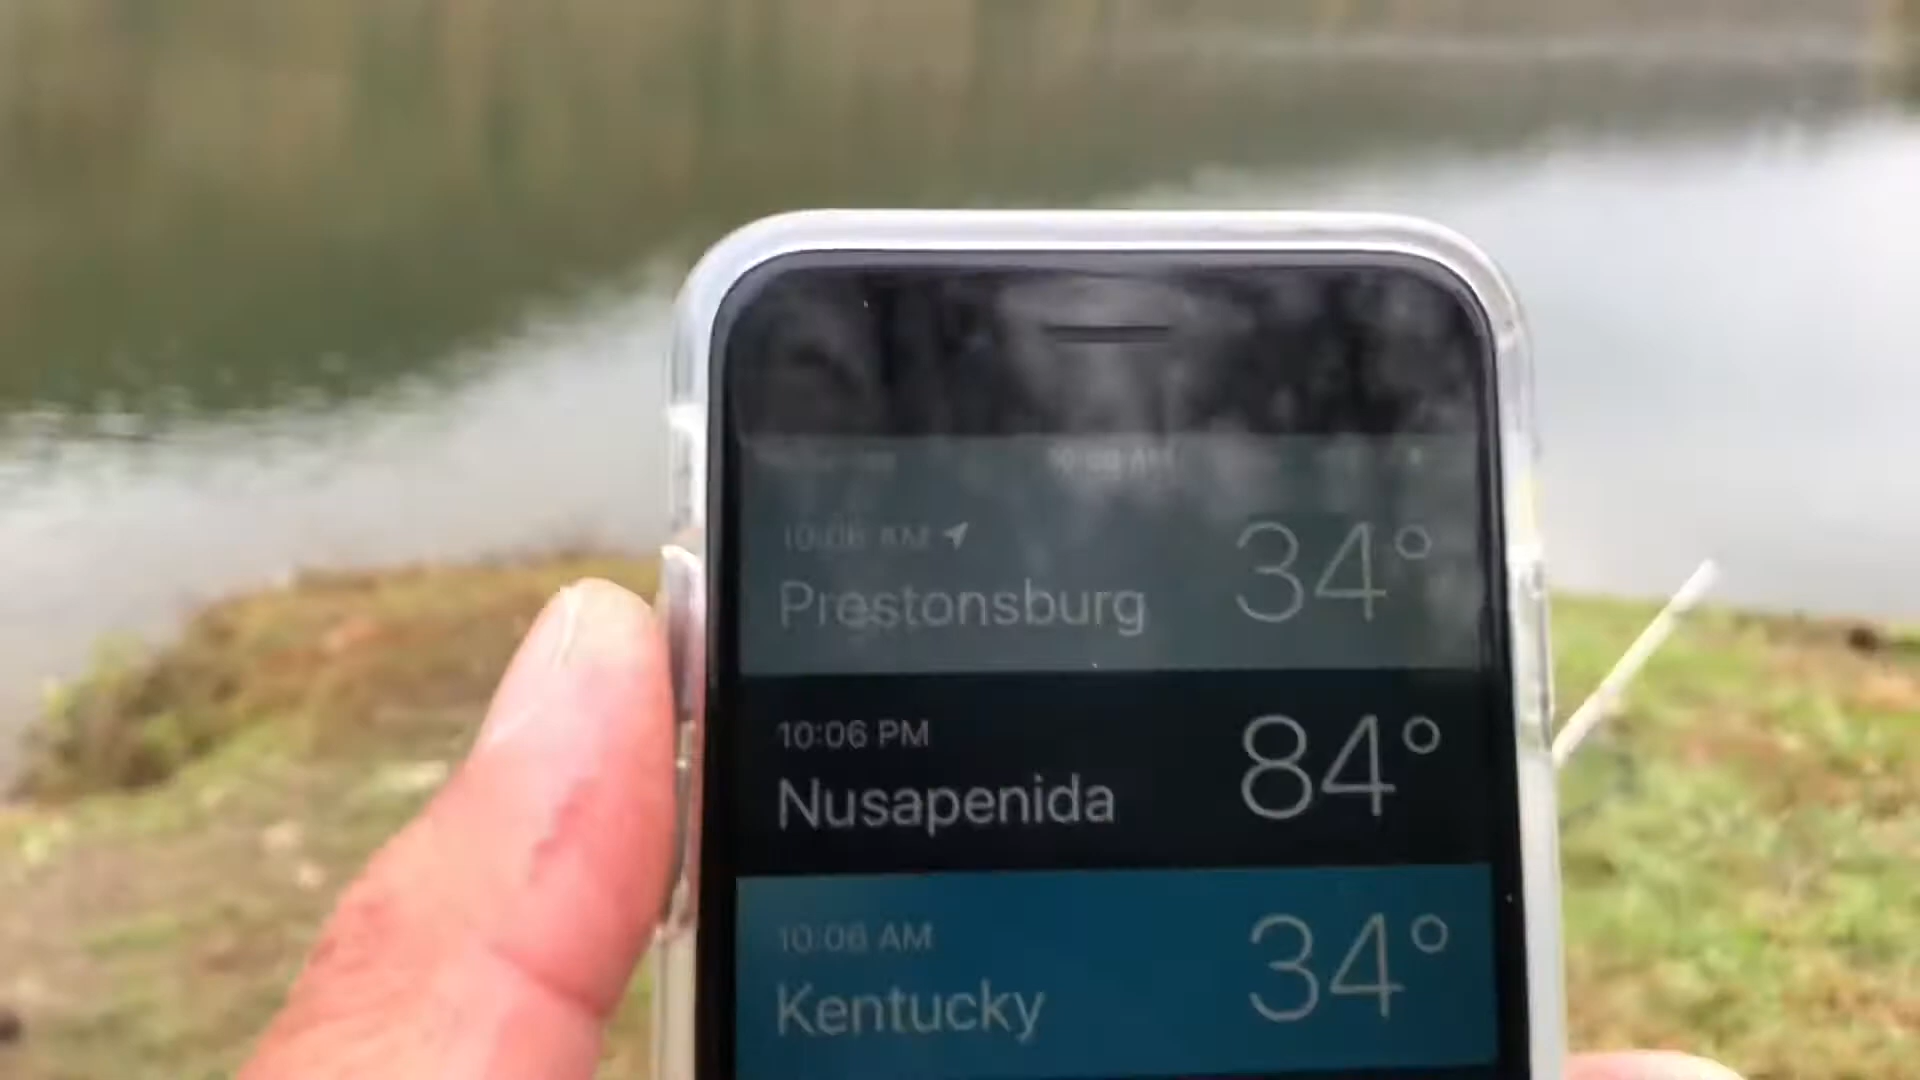 10:06 AM
Prestonsburg
34°
10:06 PM
Nusapenida
84°
10:06 AM
Kentucky
34°